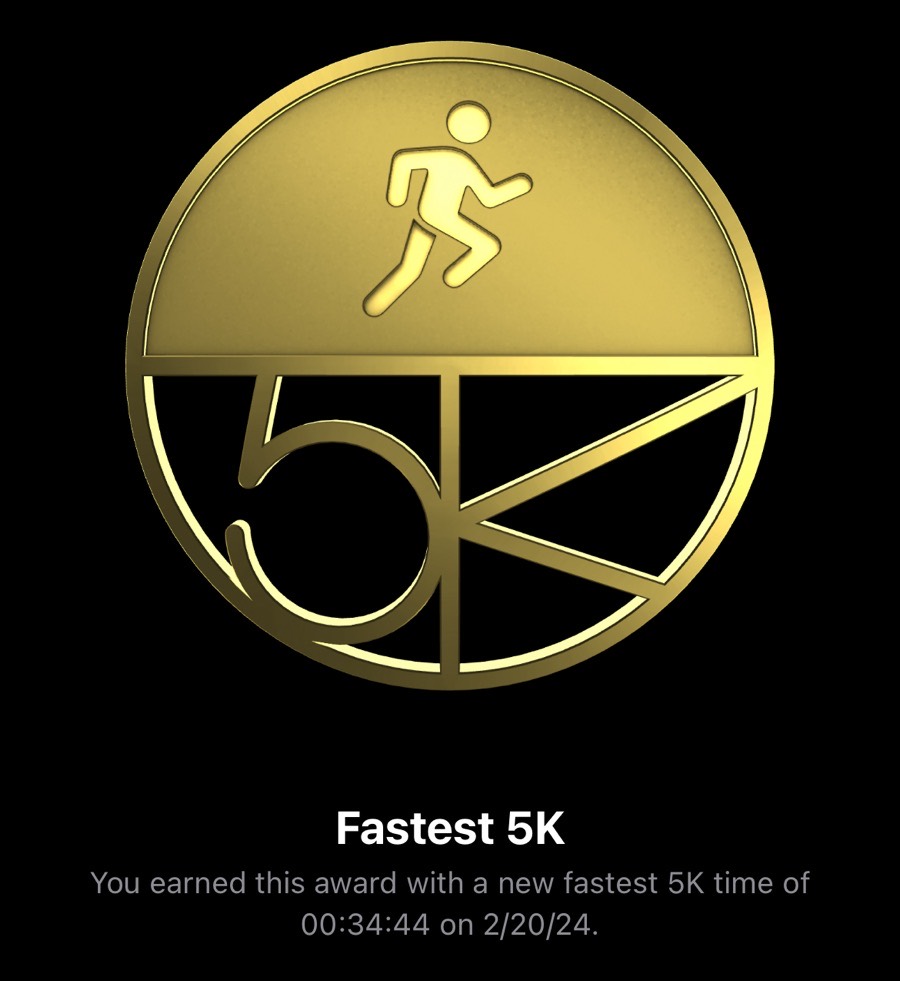 5K
Fastest 5K
You earned this award with a new fastest 5K time of
00:34:44 on 2/20/24.